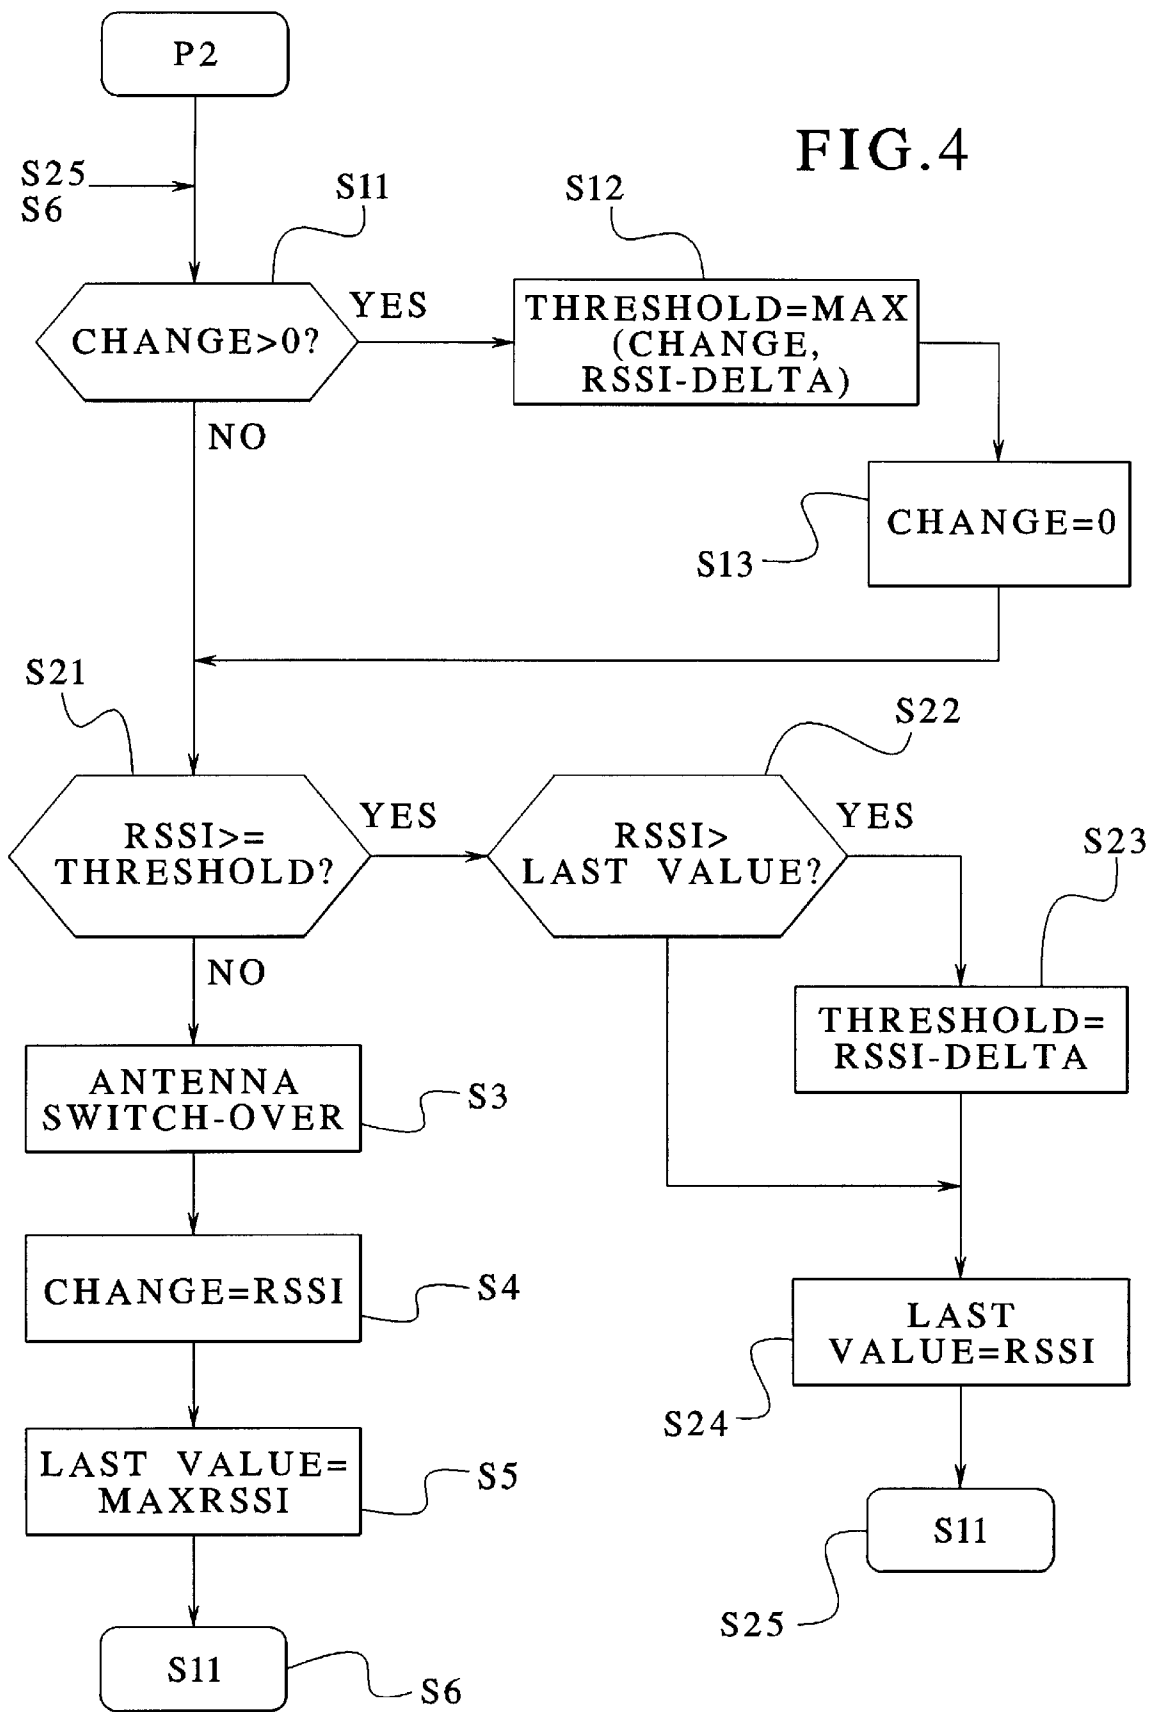 P2
FIG.4
S25
S6
S11
S12
CHANGE>0?
YES
THRESHOLD=MAX
(CHANGE,
RSSI-DELTA)
NO
CHANGE=0
S13
S21
S22
RSSI>=
THRESHOLD?
YES
RSSI>
LAST VALUE?
YES
S23
NO
THRESHOLD=
RSSI-DELTA
ANTENNA
SWITCH-OVER
S3
CHANGE=RSSI
S4
LAST
VALUE=RSSI
S24
LAST VALUE=
MAXRSSI
S5
S11
S25
S11
S6